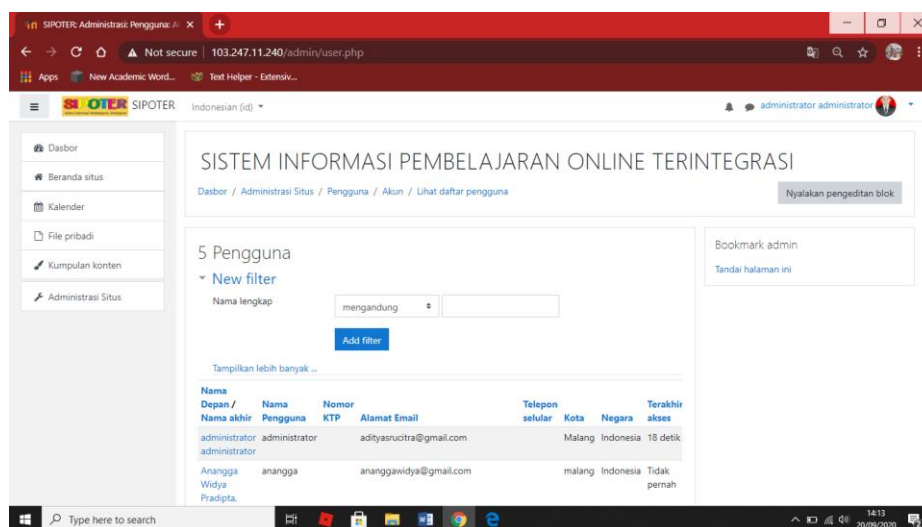 SIPOTER: Administrasi: Pengguna: A
Not secure | 103.247.11.240/admin/user.php
Apps New Academic Word... Text Helper - Extensiv...
SIPOTER SIPOTER Indonesian (id) administrator administrator
Dasbor
Beranda situs
Kalender
File pribadi
Kumpulan konten
Administrasi Situs
SISTEM INFORMASI PEMBELAJARAN ONLINE TERINTEGRASI
Dasbor / Administrasi Situs / Pengguna / Akun / Lihat daftar pengguna
Nyalakan pengeditan blok
5 Pengguna
New filter
Nama lengkap mengandung
Add filter
Tampilkan lebih banyak ...
Nama
Depan / Nama Nomor Telepon Terakhir
Nama akhir Pengguna KTP Alamat Email selular Kota Negara akses
administrator administrator adityasrucitra@gmail.com Malang Indonesia 18 detik
administrator
Anangga anangga ananggawidya@gmail.com malang Indonesia Tidak
Widya pernah
Pradipta.
Bookmark admin
Tandai halaman ini
Type here to search
14:13
20/09/2020